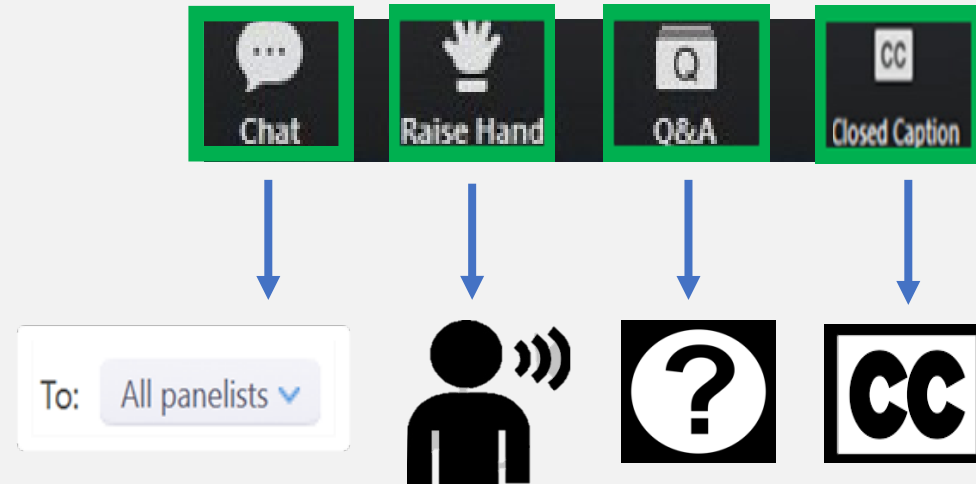 ...
Chat
Raise Hand
Q
Q&A
CC
Closed Caption
To: All panelists
?
CC